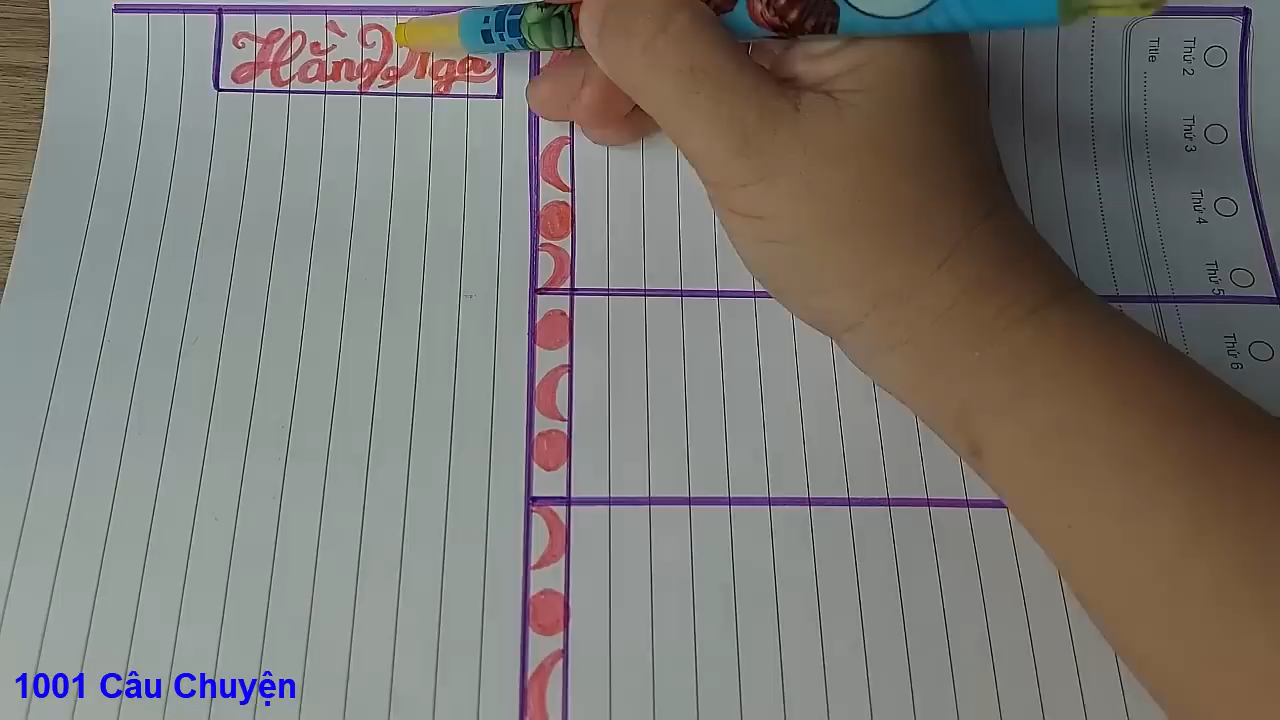 Hằng Nga
Title
Thứ 2
Thứ 3
Thứ 4
Thứ 5
Thứ 6
1001 Câu Chuyện